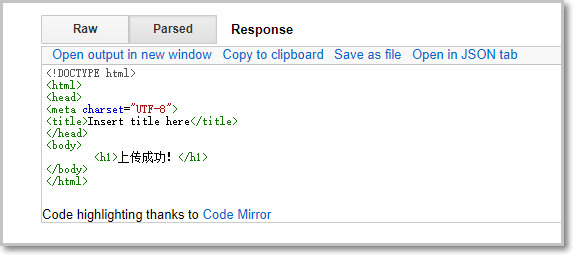 Raw Parsed Response
Open output in new window Copy to clipboard Save as file Open in JSON tab
<!DOCTYPE html>
<html>
<head>
<meta charset="UTF-8">
<title>Insert title here</title>
</head>
<body>
<h1>上传成功！</h1>
</body>
</html>
Code highlighting thanks to Code Mirror